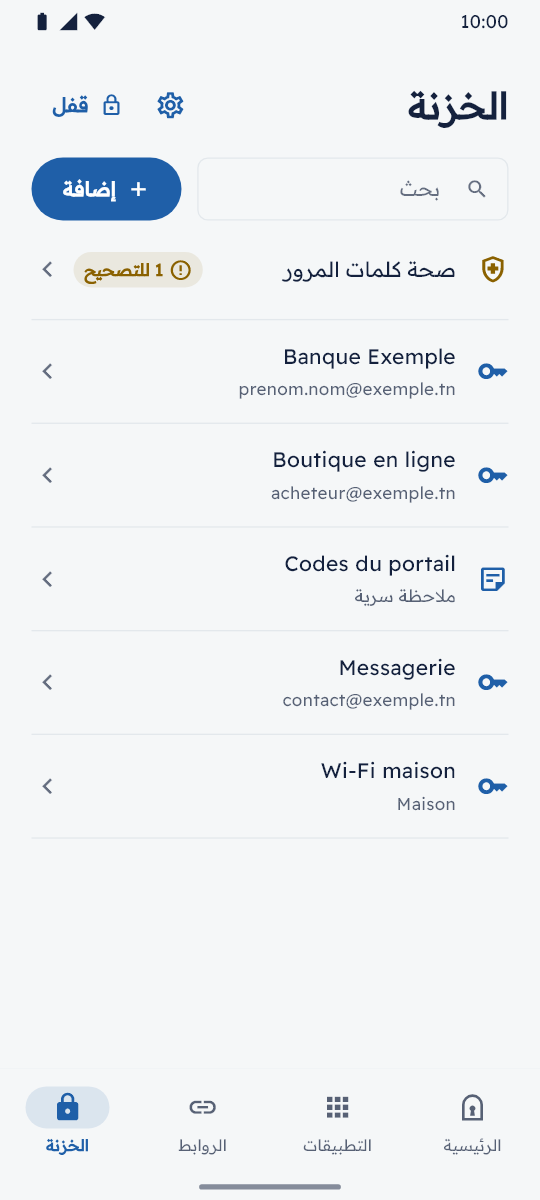 10:00
الخزنة
قفل
بحث
إضافة
صحة كلمات المرور
1 للتصحيح
Banque Exemple
prenom.nom@exemple.tn
Boutique en ligne
acheteur@exemple.tn
Codes du portail
ملاحظة سرية
Messagerie
contact@exemple.tn
Wi-Fi maison
Maison
الرئيسية
التطبيقات
الروابط
الخزنة